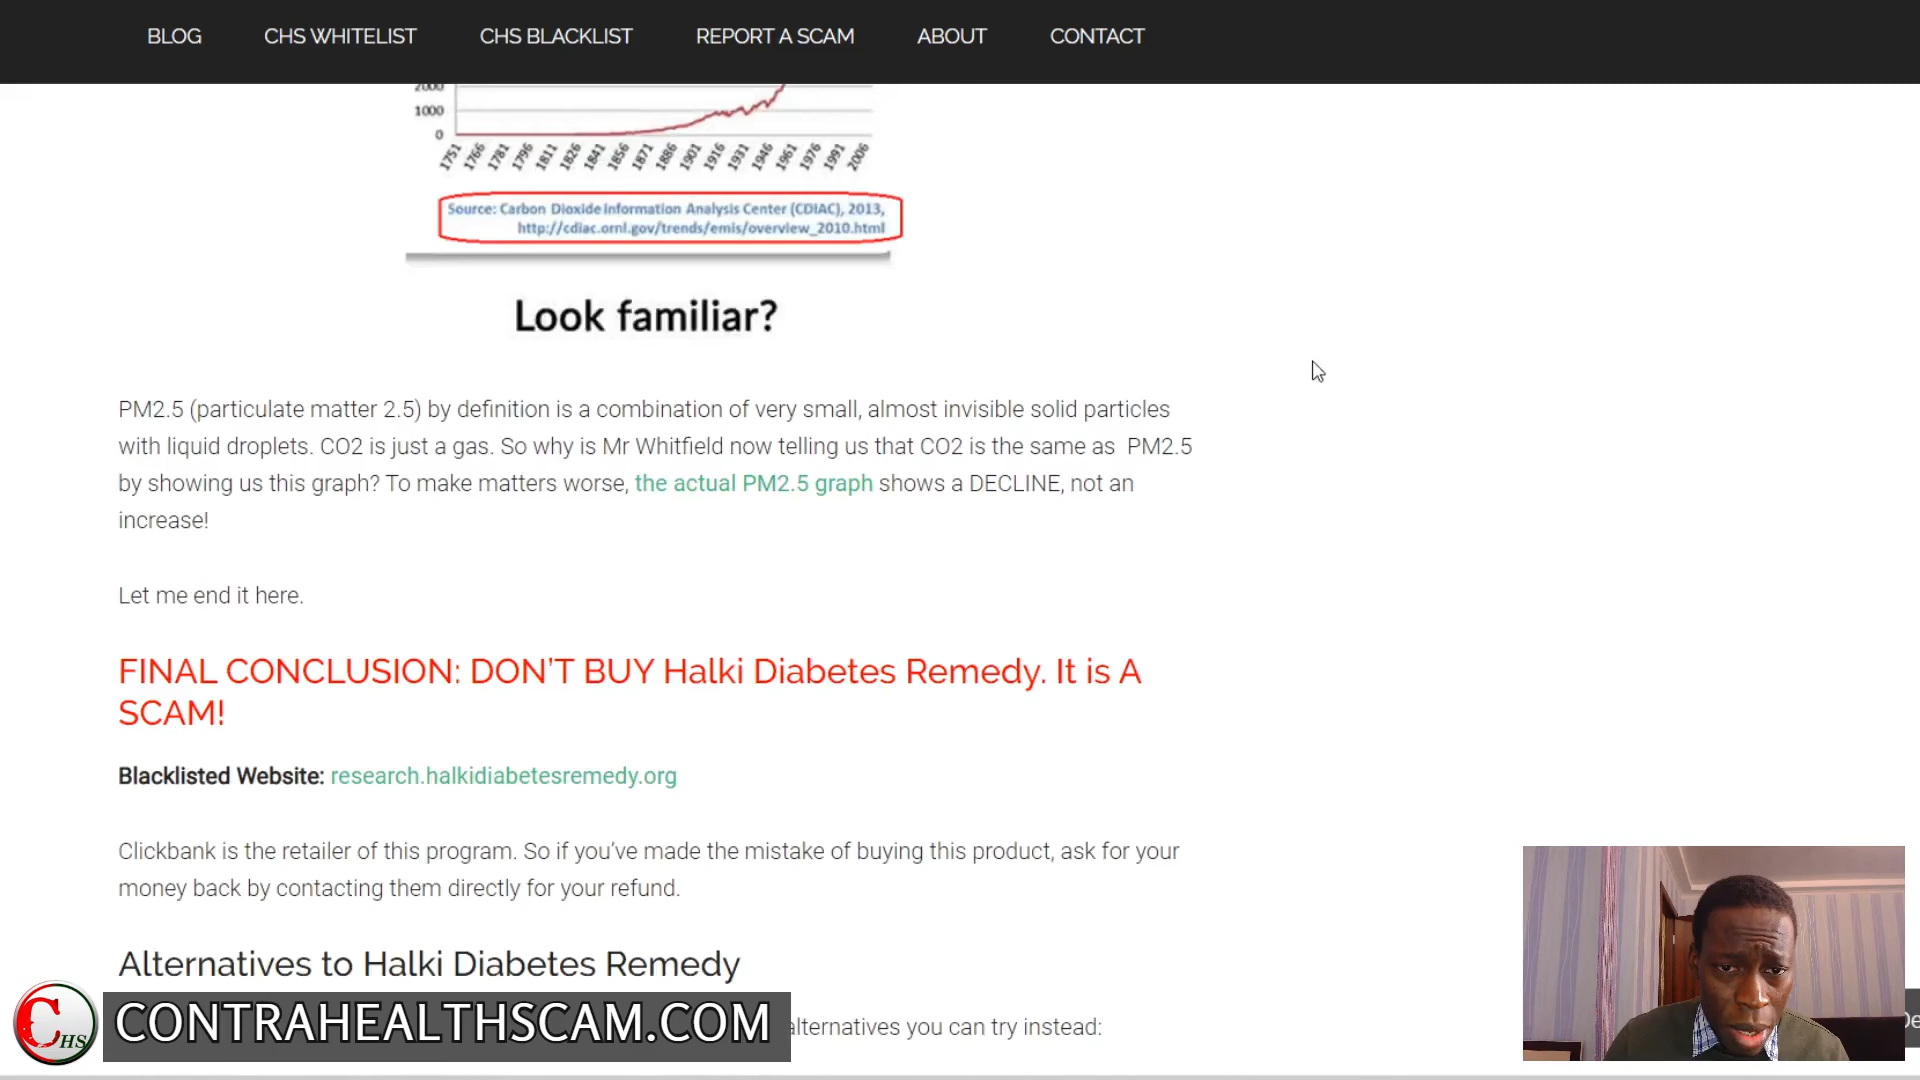 BLOG CHS WHITELIST CHS BLACKLIST REPORT A SCAM ABOUT CONTACT
2000
1000
0
1751 1766 1781 1796 1811 1826 1841 1856 1871 1886 1901 1916 1931 1946 1961 1976 1991 2006
Source: Carbon Dioxide Information Analysis Center (CDIAC), 2013,
http://cdiac.ornl.gov/trends/emis/overview_2010.html
Look familiar?
PM2.5 (particulate matter 2.5) by definition is a combination of very small, almost invisible solid particles
with liquid droplets. CO2 is just a gas. So why is Mr Whitfield now telling us that CO2 is the same as PM2.5
by showing us this graph? To make matters worse, the actual PM2.5 graph shows a DECLINE, not an
increase!
Let me end it here.
FINAL CONCLUSION: DON'T BUY Halki Diabetes Remedy. It is A
SCAM!
Blacklisted Website: research.halkidiabetesremedy.org
Clickbank is the retailer of this program. So if you've made the mistake of buying this product, ask for your
money back by contacting them directly for your refund.
Alternatives to Halki Diabetes Remedy
CHS CONTRAHEALTHSCAM.COM alternatives you can try instead: